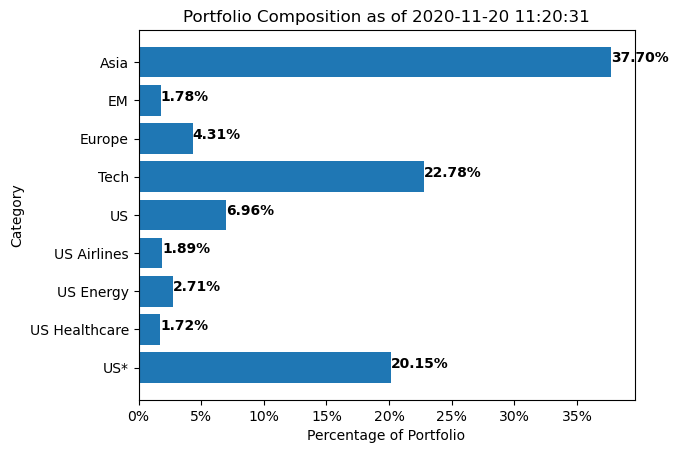 Portfolio Composition as of 2020-11-20 11:20:31
Category
Asia 37.70%
EM 1.78%
Europe 4.31%
Tech 22.78%
US 6.96%
US Airlines 1.89%
US Energy 2.71%
US Healthcare 1.72%
US* 20.15%
0% 5% 10% 15% 20% 25% 30% 35%
Percentage of Portfolio